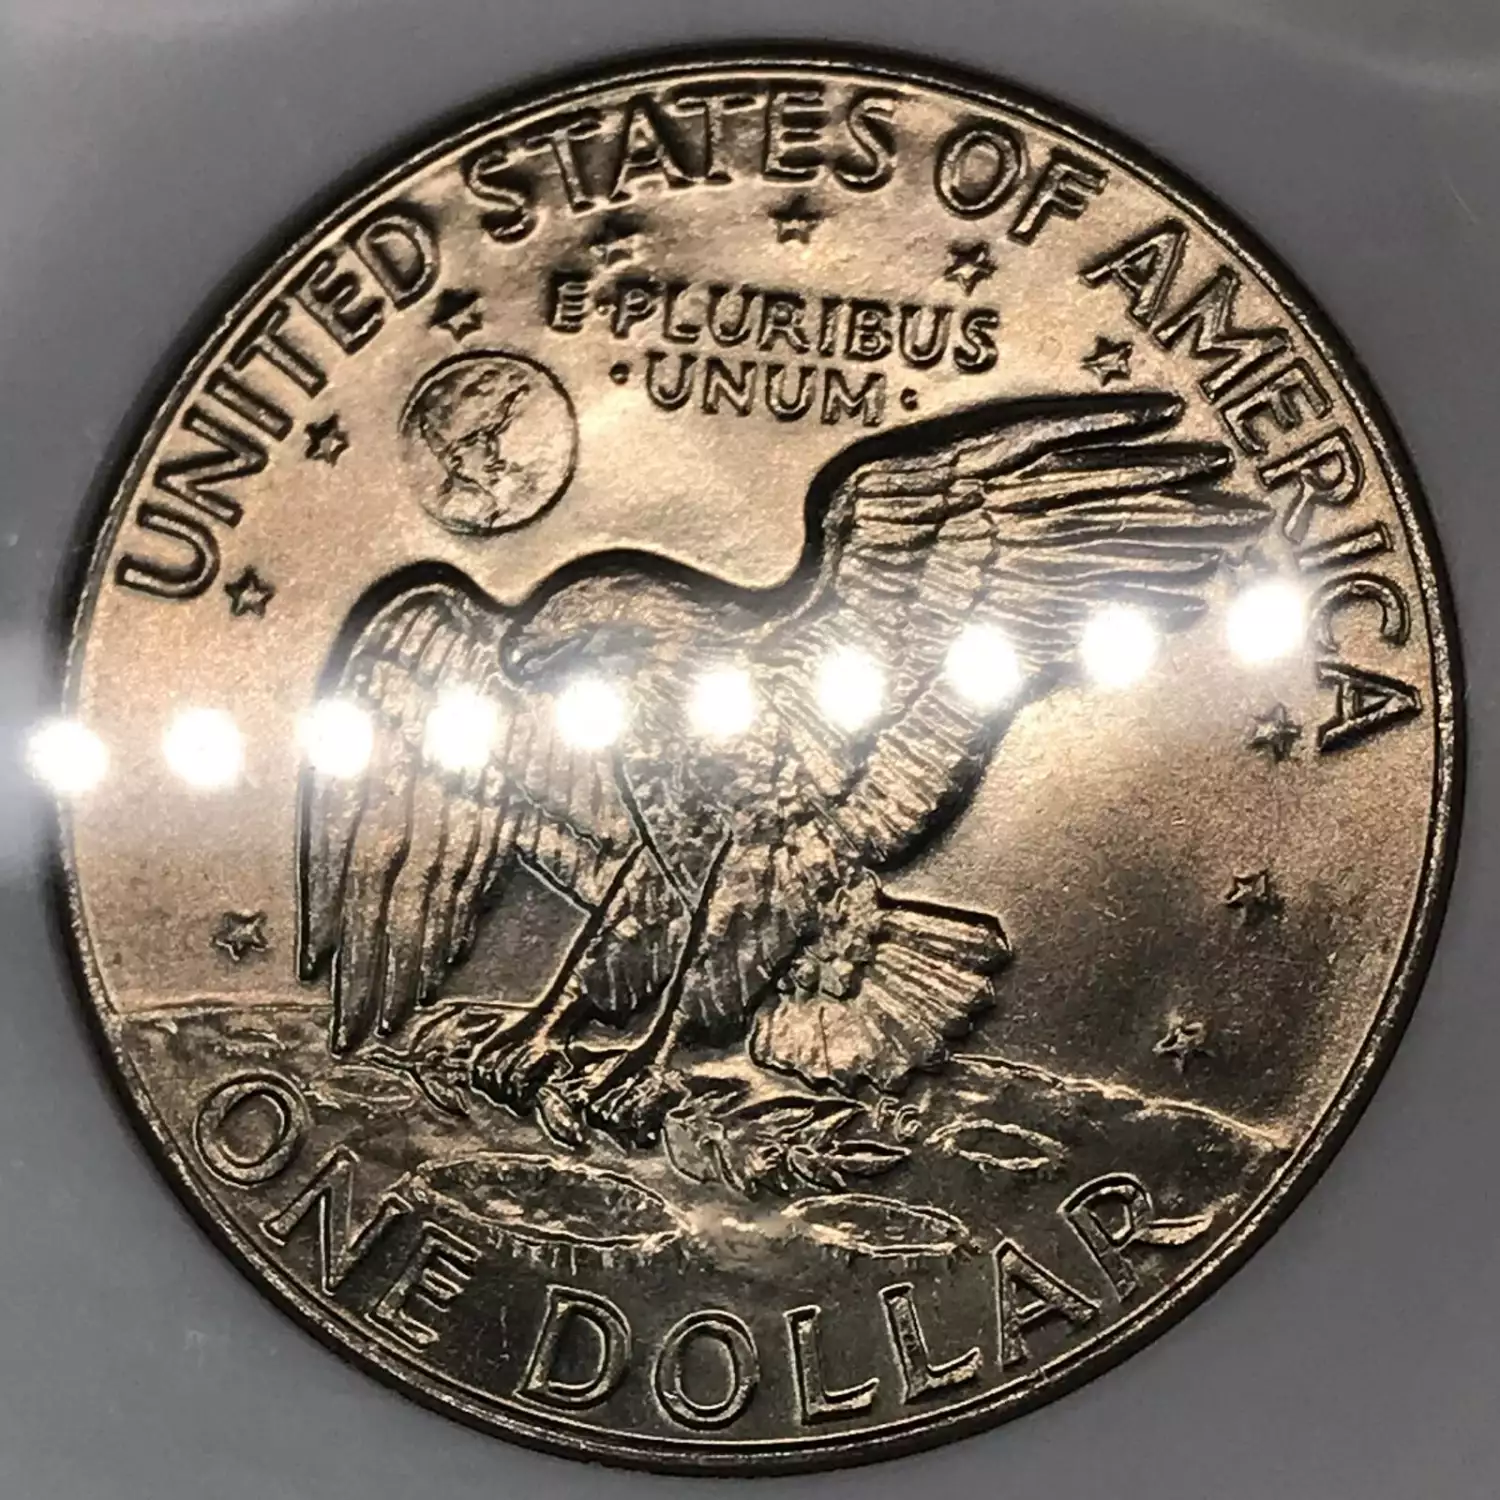 UNITED STATES OF AMERICA
E·PLURIBUS
·UNUM·
FG
ONE DOLLAR